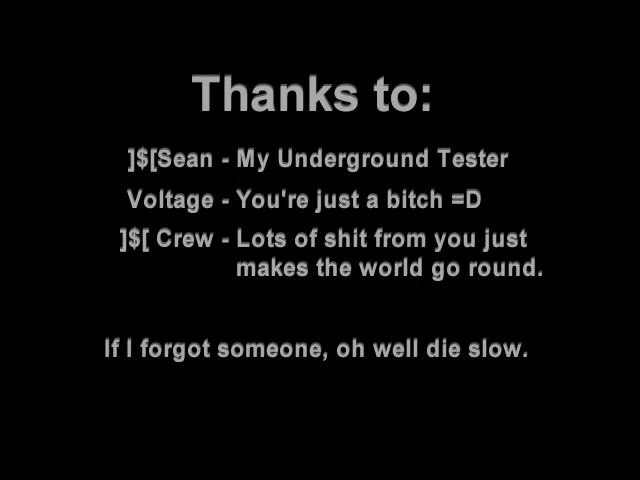 Thanks to:
]$[Sean - My Underground Tester
Voltage - You're just a bitch =D
]$[ Crew - Lots of shit from you just
makes the world go round.
If I forgot someone, oh well die slow.